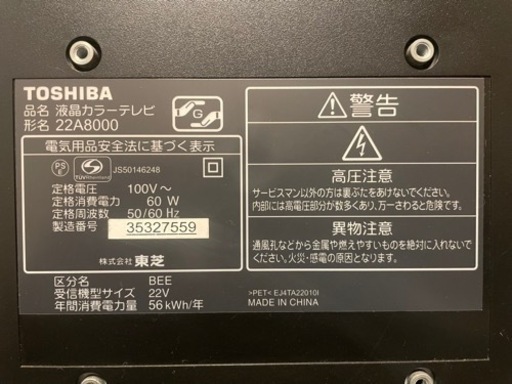 TOSHIBA
品名 液晶カラーテレビ
形名 22A8000
G
電気用品安全法に基づく表示
PS
E
TÜVRheinland
JS50146248
定格電圧 100V～
定格消費電力 60 W
定格周波数 50/60 Hz
製造番号 35327559
株式会社 東芝
区分名 BEE
受信機型サイズ 22V
年間消費電力量 56 kWh/年
警告
高圧注意
サービスマン以外の方は裏ぶたをあけないでください。
内部には高電圧部分が数多くあり、万一さわると危険です。
異物注意
通風孔などから金属や燃えやすいものを絶対に入れないで
ください。火災・感電の原因になります。
>PET< EJ4TA22010I
MADE IN CHINA